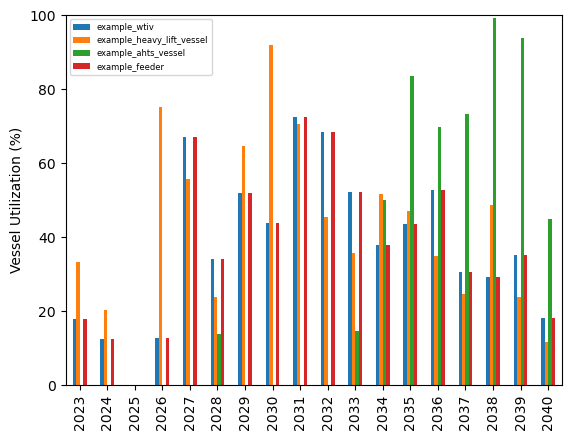 example_wtiv
example_heavy_lift_vessel
example_ahts_vessel
example_feeder
Vessel Utilization (%)
100
80
60
40
20
0
2023 2024 2025 2026 2027 2028 2029 2030 2031 2032 2033 2034 2035 2036 2037 2038 2039 2040